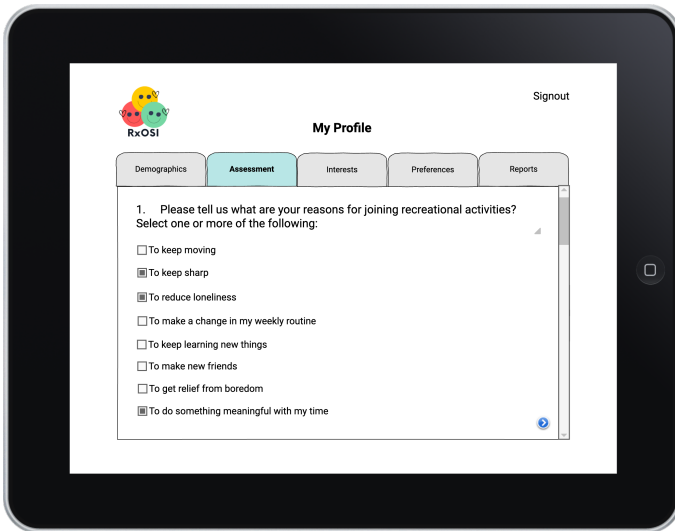 Signout
RxOSI
My Profile
Demographics Assessment Interests Preferences Reports
1. Please tell us what are your reasons for joining recreational activities?
Select one or more of the following:
To keep moving
To keep sharp
To reduce loneliness
To make a change in my weekly routine
To keep learning new things
To make new friends
To get relief from boredom
To do something meaningful with my time